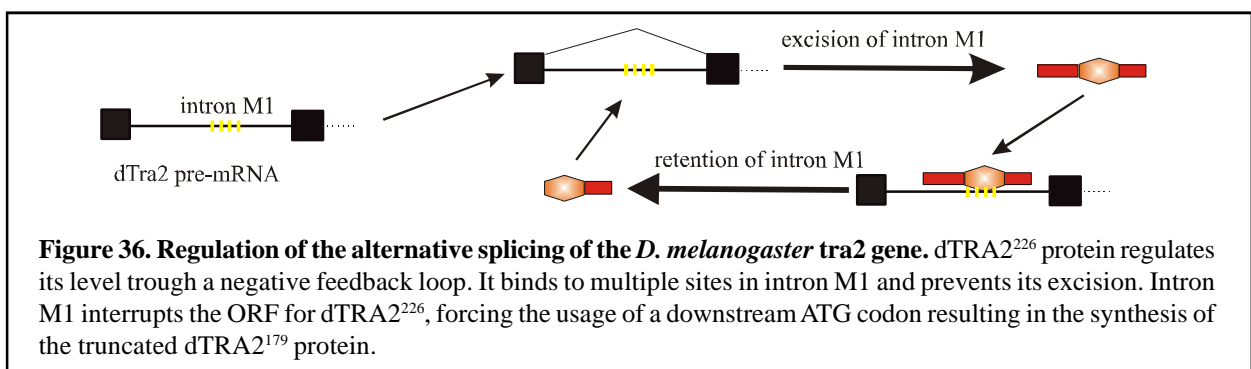 excision of intron M1
intron M1
dTra2 pre-mRNA
retention of intron M1
Figure 36. Regulation of the alternative splicing of the D. melanogaster tra2 gene. dTRA2²²⁶ protein regulates
its level trough a negative feedback loop. It binds to multiple sites in intron M1 and prevents its excision. Intron
M1 interrupts the ORF for dTRA2²²⁶, forcing the usage of a downstream ATG codon resulting in the synthesis of
the truncated dTRA2¹⁷⁹ protein.